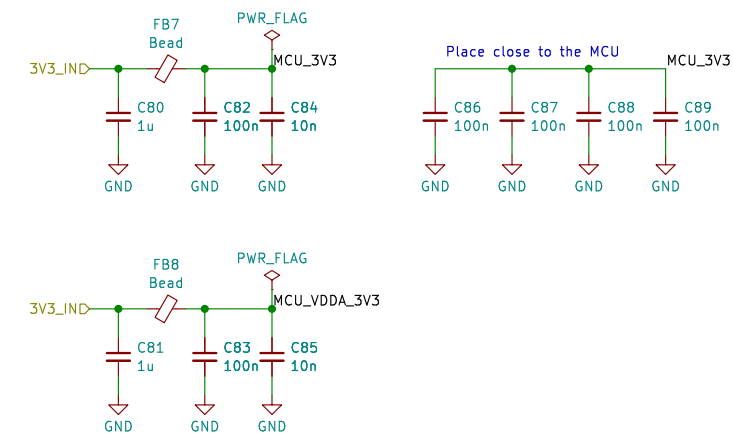 FB7
Bead
PWR_FLAG
3V3_IN
MCU_3V3
C80
1u
C82
100n
C84
10n
GND
GND
GND
Place close to the MCU
MCU_3V3
C86
100n
C87
100n
C88
100n
C89
100n
GND
GND
GND
GND
FB8
Bead
PWR_FLAG
3V3_IN
MCU_VDDA_3V3
C81
1u
C83
100n
C85
10n
GND
GND
GND